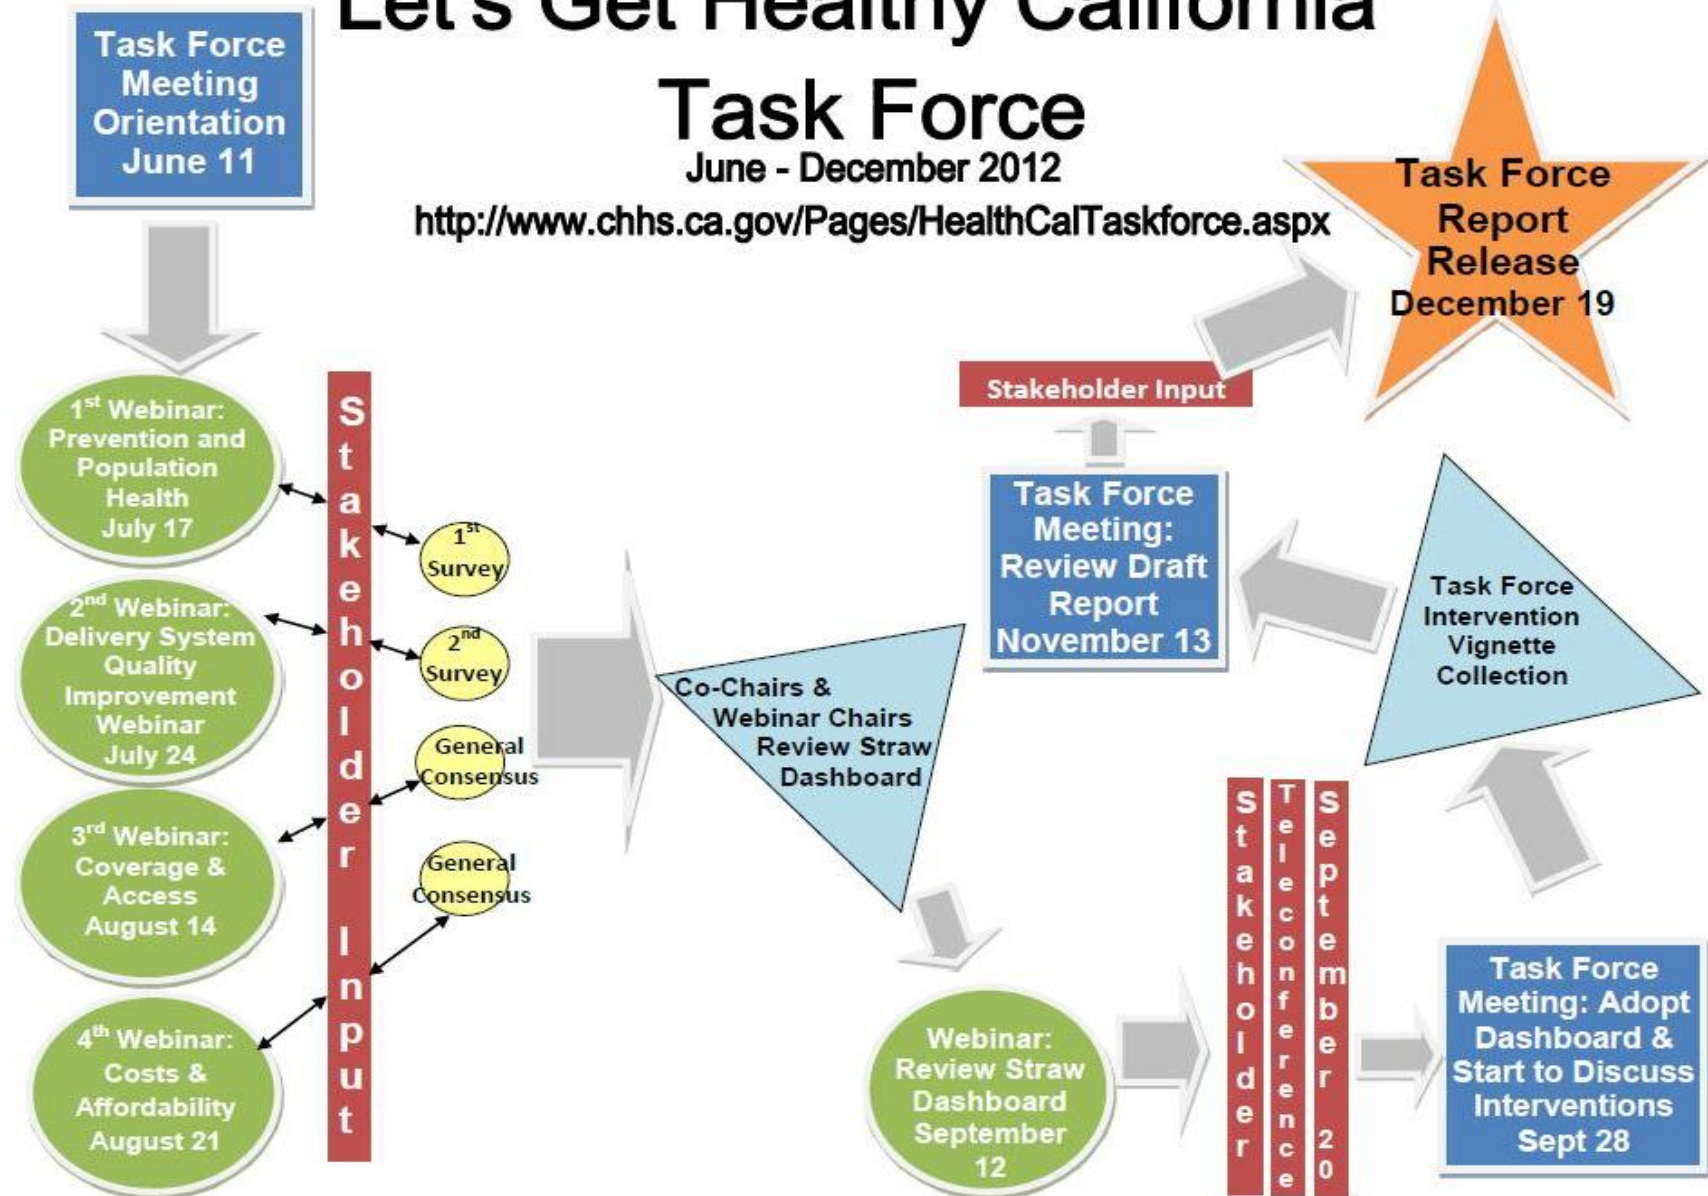 Let's Get Healthy California
Task Force
June - December 2012
http://www.chhs.ca.gov/Pages/HealthCalTaskforce.aspx
Task Force
Meeting
Orientation
June 11
1st Webinar:
Prevention and
Population
Health
July 17
2nd Webinar:
Delivery System
Quality
Improvement
Webinar
July 24
3rd Webinar:
Coverage &
Access
August 14
4th Webinar:
Costs &
Affordability
August 21
Stakeholder Input
1st
Survey
2nd
Survey
General
Consensus
General
Consensus
Co-Chairs &
Webinar Chairs
Review Straw
Dashboard
Webinar:
Review Straw
Dashboard
September
12
Stakeholder
Teleconference
September 20
Task Force
Meeting: Adopt
Dashboard &
Start to Discuss
Interventions
Sept 28
Task Force
Intervention
Vignette
Collection
Task Force
Meeting:
Review Draft
Report
November 13
Stakeholder Input
Task Force
Report
Release
December 19